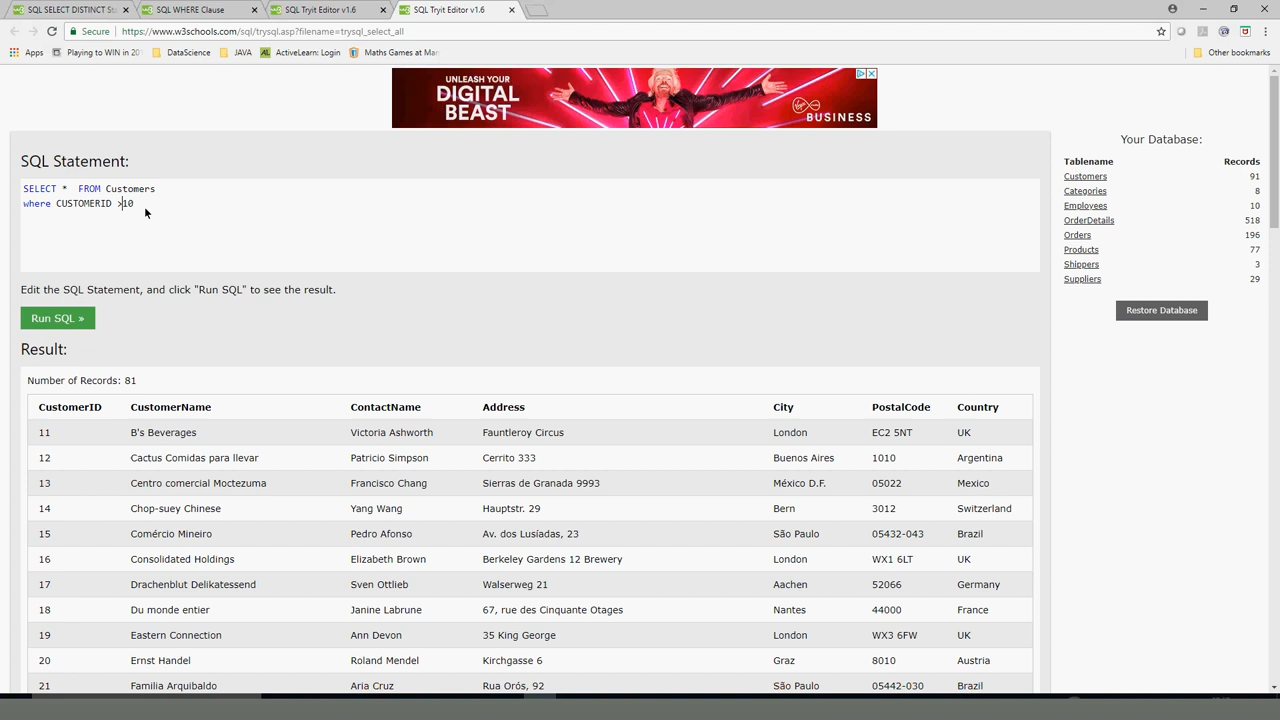 SQL SELECT DISTINCT St
SQL WHERE Clause
SQL Tryit Editor v1.6
SQL Tryit Editor v1.6
Secure
https://www.w3schools.com/sql/trysql.asp?filename=trysql_select_all
Apps
Playing to WIN in 20
DataScience
JAVA
AL ActiveLearn: Login
Maths Games at Mar
Other bookmarks
UNLEASH YOUR
DIGITAL
BEAST
BUSINESS
SQL Statement:
SELECT *  FROM Customers
where CUSTOMERID >10
Edit the SQL Statement, and click "Run SQL" to see the result.
Run SQL »
Result:
Number of Records: 81
CustomerID CustomerName ContactName Address City PostalCode Country
11 B's Beverages Victoria Ashworth Fauntleroy Circus London EC2 5NT UK
12 Cactus Comidas para llevar Patricio Simpson Cerrito 333 Buenos Aires 1010 Argentina
13 Centro comercial Moctezuma Francisco Chang Sierras de Granada 9993 México D.F. 05022 Mexico
14 Chop-suey Chinese Yang Wang Hauptstr. 29 Bern 3012 Switzerland
15 Comércio Mineiro Pedro Afonso Av. dos Lusíadas, 23 São Paulo 05432-043 Brazil
16 Consolidated Holdings Elizabeth Brown Berkeley Gardens 12 Brewery London WX1 6LT UK
17 Drachenblut Delikatessend Sven Ottlieb Walserweg 21 Aachen 52066 Germany
18 Du monde entier Janine Labrune 67, rue des Cinquante Otages Nantes 44000 France
19 Eastern Connection Ann Devon 35 King George London WX3 6FW UK
20 Ernst Handel Roland Mendel Kirchgasse 6 Graz 8010 Austria
21 Familia Arquibaldo Aria Cruz Rua Orós, 92 São Paulo 05442-030 Brazil
Your Database:
Tablename Records
Customers 91
Categories 8
Employees 10
OrderDetails 518
Orders 196
Products 77
Shippers 3
Suppliers 29
Restore Database